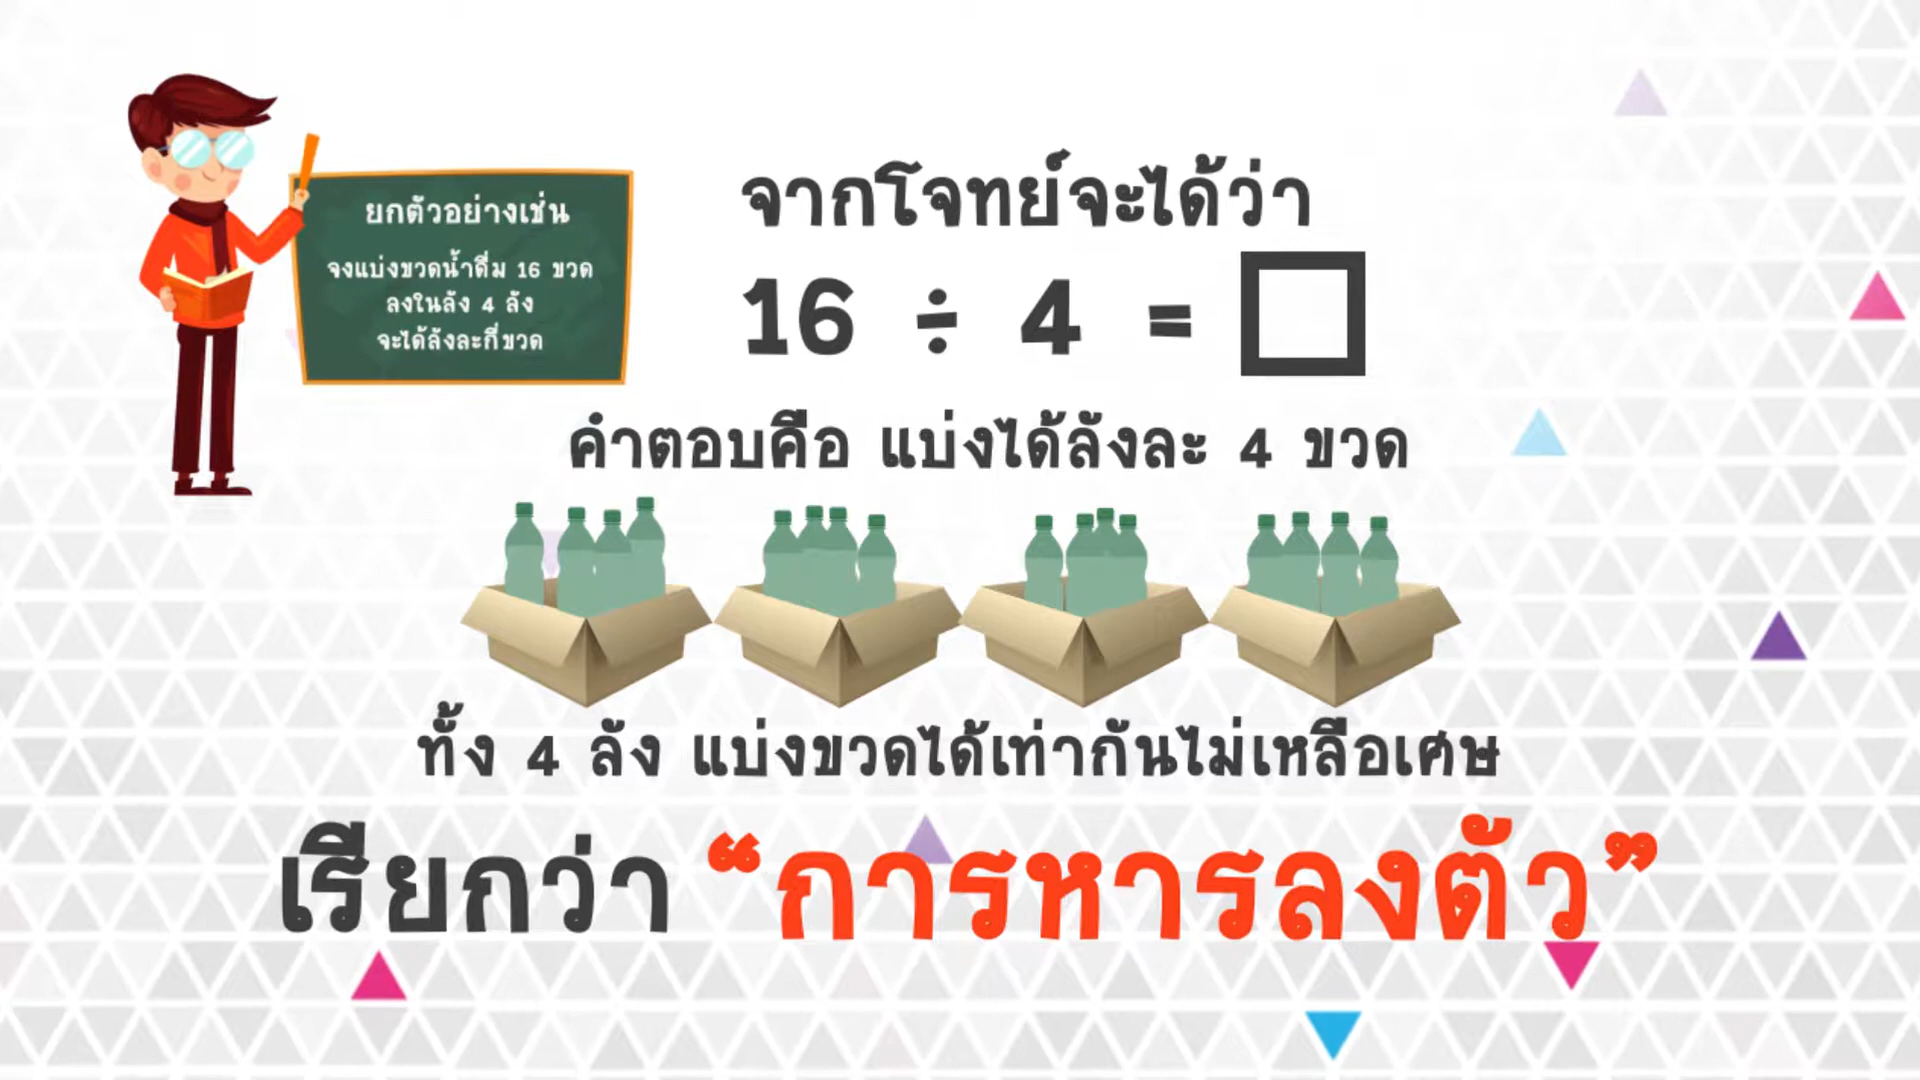 ยกตัวอย่างเช่น
จงแบ่งขวดน้ำดื่ม 16 ขวด
ลงในลัง 4 ลัง
จะได้ลังละกี่ขวด
จากโจทย์จะได้ว่า
16 ÷ 4 = □
คำตอบคือ แบ่งได้ลังละ 4 ขวด
ทั้ง 4 ลัง แบ่งขวดได้เท่ากันไม่เหลือเศษ
เรียกว่า “การหารลงตัว”